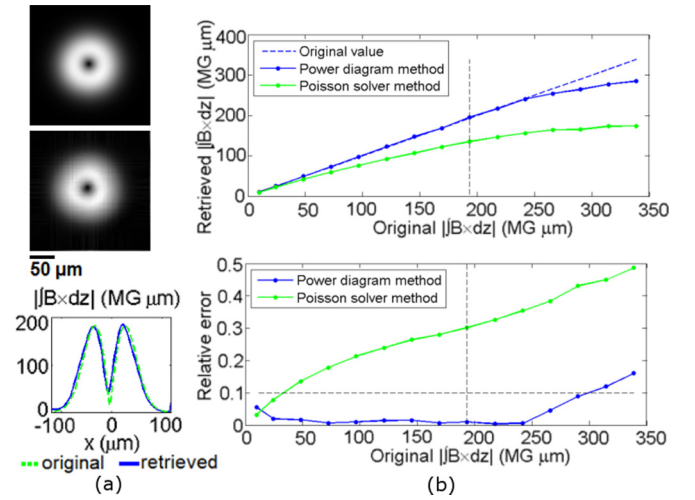 50 μm
|∫B×dz| (MG μm)
200
100
0
-100 0 100
x (μm)
original retrieved
(a)
Retrieved |∫B×dz| (MG μm)
400
300
200
100
0
Original value
Power diagram method
Poisson solver method
0 50 100 150 200 250 300 350
Original |∫B×dz| (MG μm)
Relative error
0.5
0.4
0.3
0.2
0.1
0
Power diagram method
Poisson solver method
0 50 100 150 200 250 300 350
Original |∫B×dz| (MG μm)
(b)